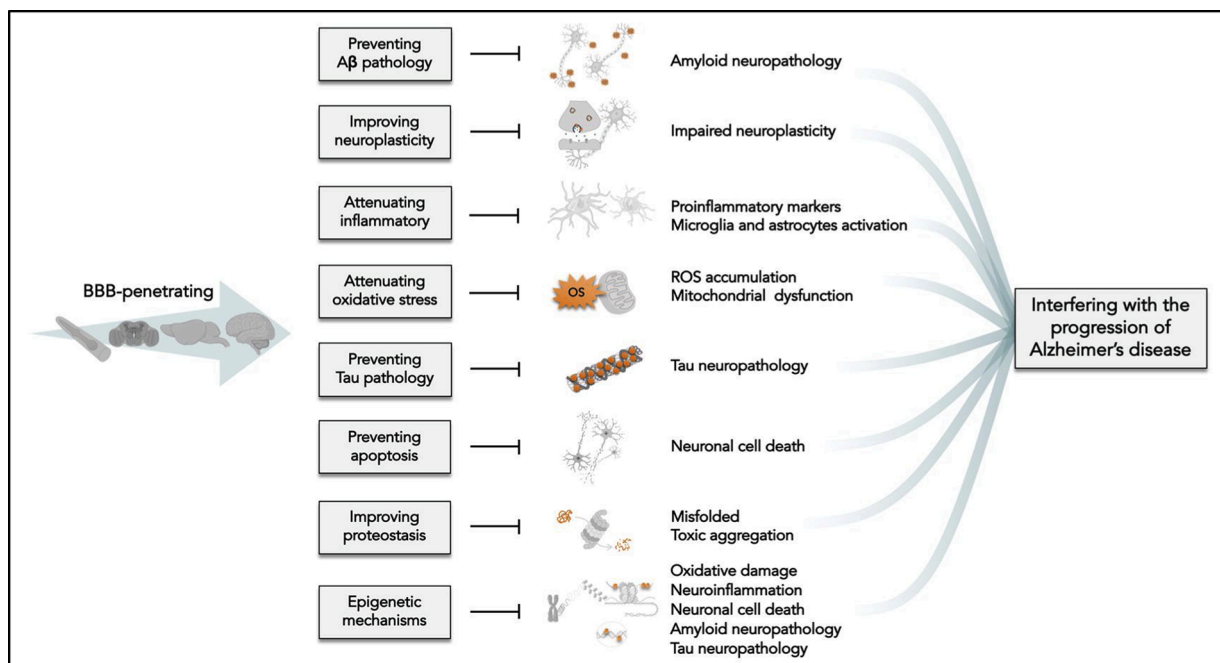 BBB-penetrating
Preventing
Aβ pathology
Amyloid neuropathology
Improving
neuroplasticity
Impaired neuroplasticity
Attenuating
inflammatory
Proinflammatory markers
Microglia and astrocytes activation
Attenuating
oxidative stress
OS
ROS accumulation
Mitochondrial dysfunction
Preventing
Tau pathology
Tau neuropathology
Preventing
apoptosis
Neuronal cell death
Improving
proteostasis
Misfolded
Toxic aggregation
Epigenetic
mechanisms
Oxidative damage
Neuroinflammation
Neuronal cell death
Amyloid neuropathology
Tau neuropathology
Interfering with the
progression of
Alzheimer's disease